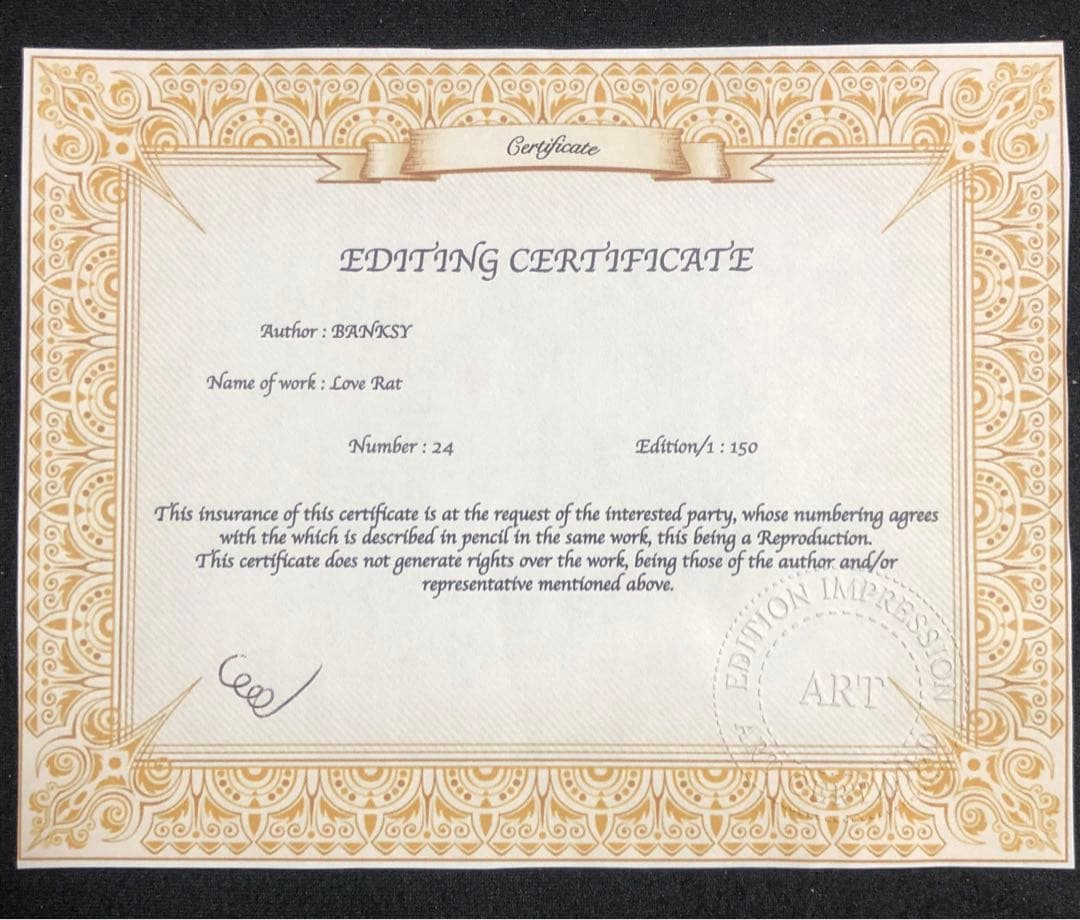 Certificate
EDITING CERTIFICATE
Author : BANKSY
Name of work : Love Rat
Number : 24 Edition/1 : 150
This insurance of this certificate is at the request of the interested party, whose numbering agrees
with the which is described in pencil in the same work, this being a Reproduction.
This certificate does not generate rights over the work, being those of the author and/or
representative mentioned above.
EDITION IMPRESSION
ART